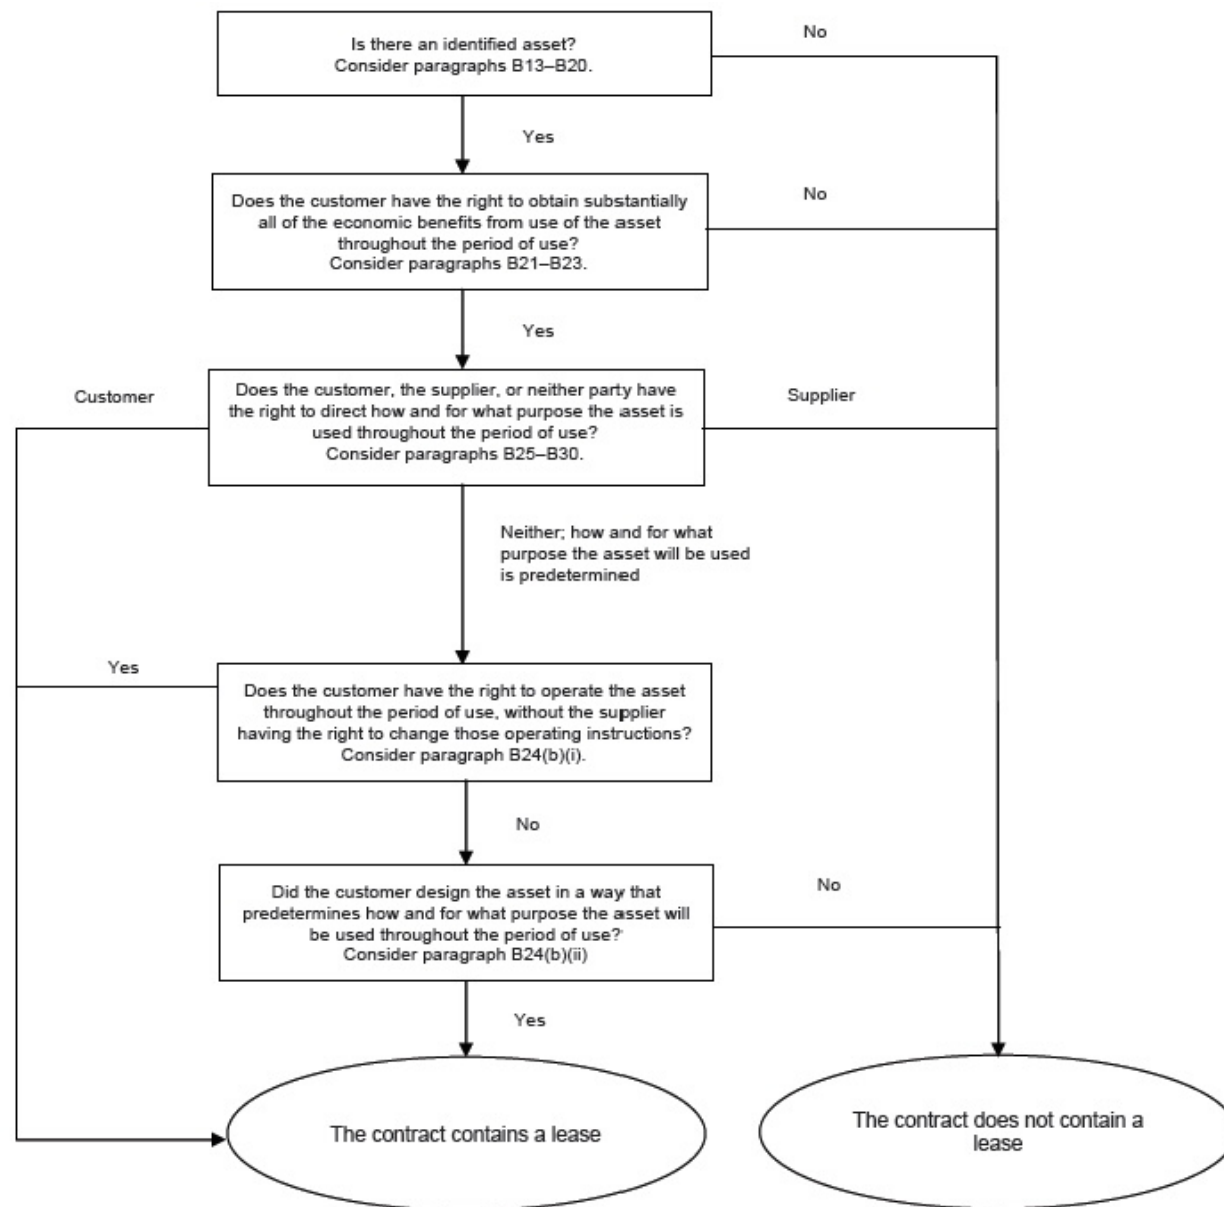 Is there an identified asset?
Consider paragraphs B13–B20.
No
Yes
Does the customer have the right to obtain substantially
all of the economic benefits from use of the asset
throughout the period of use?
Consider paragraphs B21–B23.
No
Yes
Customer
Does the customer, the supplier, or neither party have
the right to direct how and for what purpose the asset is
used throughout the period of use?
Consider paragraphs B25–B30.
Supplier
Neither; how and for what
purpose the asset will be used
is predetermined
Yes
Does the customer have the right to operate the asset
throughout the period of use, without the supplier
having the right to change those operating instructions?
Consider paragraph B24(b)(i).
No
Did the customer design the asset in a way that
predetermines how and for what purpose the asset will
be used throughout the period of use?
Consider paragraph B24(b)(ii)
No
Yes
The contract contains a lease
The contract does not contain a
lease